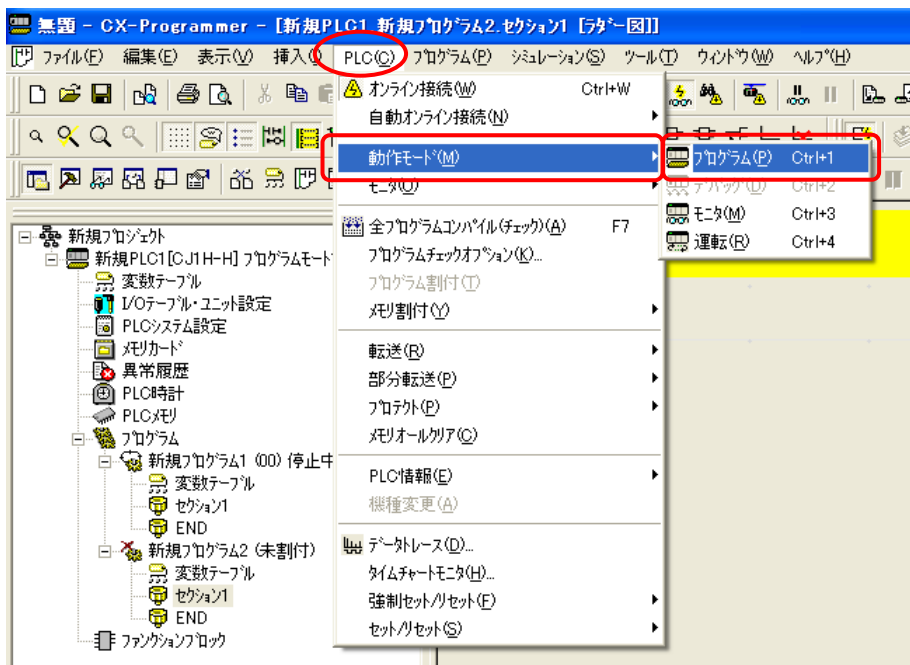 無題 - CX-Programmer - [新規PLC1.新規ﾌﾟﾛｸﾞﾗﾑ2.ｾｸｼｮﾝ1 [ﾗﾀﾞｰ図]]
ﾌｧｲﾙ(F) 編集(E) 表示(V) 挿入( PLC(C) ﾌﾟﾛｸﾞﾗﾑ(P) ｼﾐｭﾚｰｼｮﾝ(S) ﾂｰﾙ(T) ｳｨﾝﾄﾞｳ(W) ﾍﾙﾌﾟ(H)
ｵﾝﾗｲﾝ接続(W) Ctrl+W
自動ｵﾝﾗｲﾝ接続(N)
動作ﾓｰﾄﾞ(M)
ﾓﾆﾀ(O)
全ﾌﾟﾛｸﾞﾗﾑｺﾝﾊﾟｲﾙ(ﾁｪｯｸ)(A) F7
ﾌﾟﾛｸﾞﾗﾑﾁｪｯｸｵﾌﾟｼｮﾝ(K)...
ﾌﾟﾛｸﾞﾗﾑ割付(T)
ﾒﾓﾘ割付(Y)
転送(R)
部分転送(P)
ﾌﾟﾛﾃｸﾄ(P)
ﾒﾓﾘｵｰﾙｸﾘｱ(C)
PLC情報(E)
機種変更(A)
ﾃﾞｰﾀﾄﾚｰｽ(D)...
ﾀｲﾑﾁｬｰﾄﾓﾆﾀ(H)...
強制ｾｯﾄ/ﾘｾｯﾄ(F)
ｾｯﾄ/ﾘｾｯﾄ(S)
ﾌﾟﾛｸﾞﾗﾑ(P) Ctrl+1
ﾃﾞﾊﾞｯｸﾞ(D) Ctrl+2
ﾓﾆﾀ(M) Ctrl+3
運転(R) Ctrl+4
新規ﾌﾟﾛｼﾞｪｸﾄ
新規PLC1[CJ1H-H] ﾌﾟﾛｸﾞﾗﾑﾓｰﾄ
変数ﾃｰﾌﾞﾙ
I/Oﾃｰﾌﾞﾙ・ﾕﾆｯﾄ設定
PLCｼｽﾃﾑ設定
ﾒﾓﾘｶｰﾄﾞ
異常履歴
PLC時計
PLCﾒﾓﾘ
ﾌﾟﾛｸﾞﾗﾑ
新規ﾌﾟﾛｸﾞﾗﾑ1 (00) 停止中
変数ﾃｰﾌﾞﾙ
ｾｸｼｮﾝ1
END
新規ﾌﾟﾛｸﾞﾗﾑ2 (未割付)
変数ﾃｰﾌﾞﾙ
ｾｸｼｮﾝ1
END
ﾌｧﾝｸｼｮﾝﾌﾞﾛｯｸ